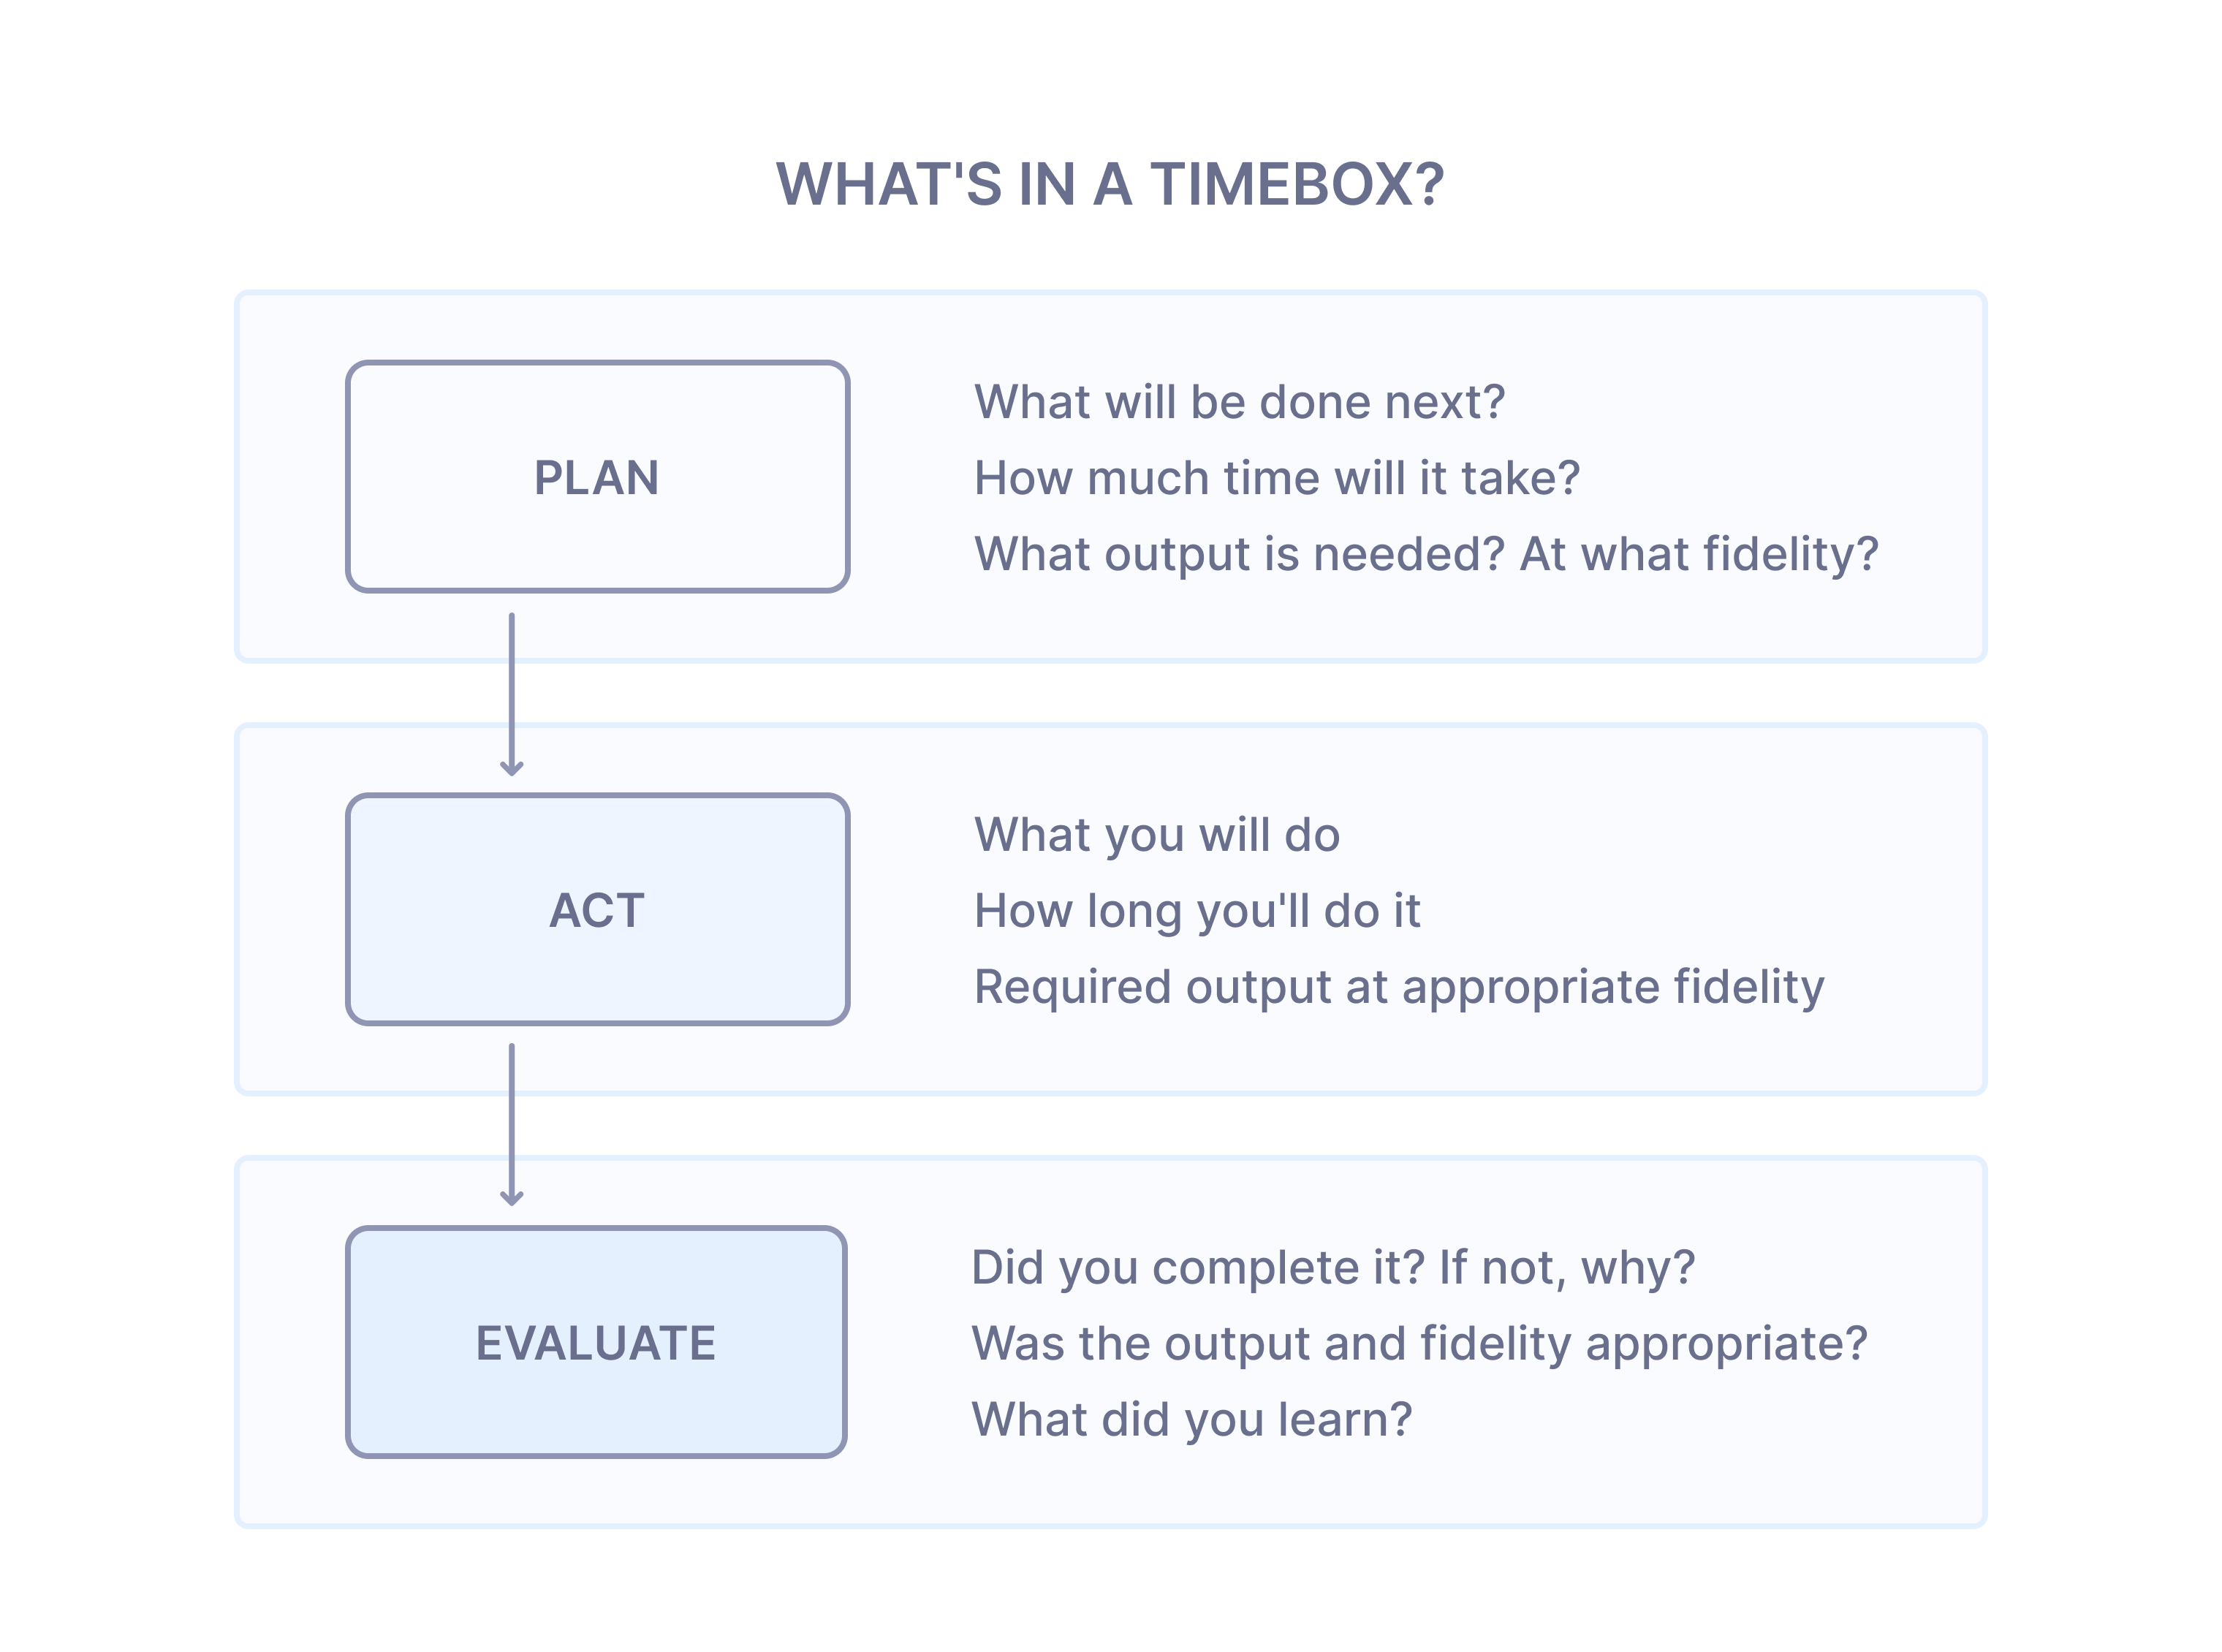 WHAT'S IN A TIMEBOX?
PLAN
What will be done next?
How much time will it take?
What output is needed? At what fidelity?
ACT
What you will do
How long you'll do it
Required output at appropriate fidelity
EVALUATE
Did you complete it? If not, why?
Was the output and fidelity appropriate?
What did you learn?